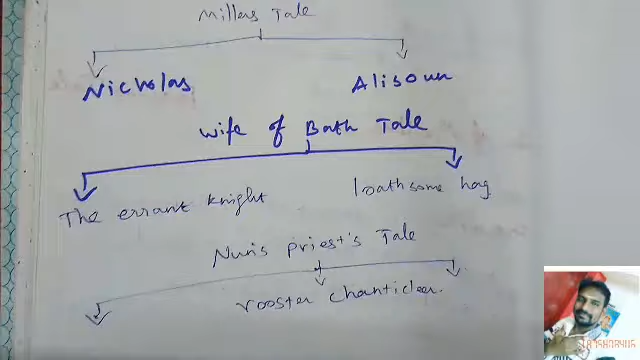 Millers Tale
Nicholas Alisoun
Wife of Bath Tale
The errant Knight loathsome hag
Nun's priest's Tale
rooster chanticleer.